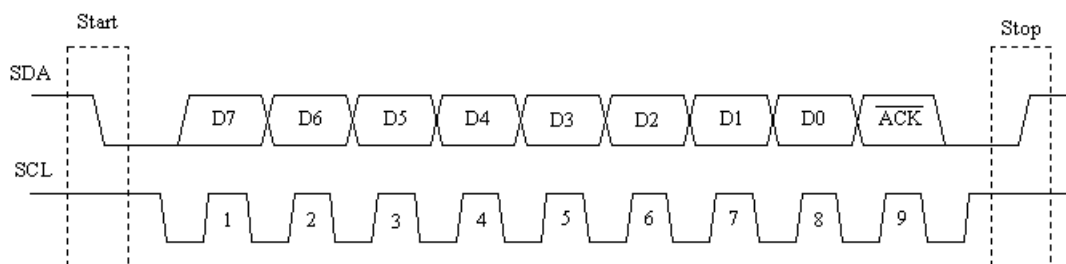 Start
Stop
SDA
D7 D6 D5 D4 D3 D2 D1 D0 ACK
SCL
1 2 3 4 5 6 7 8 9